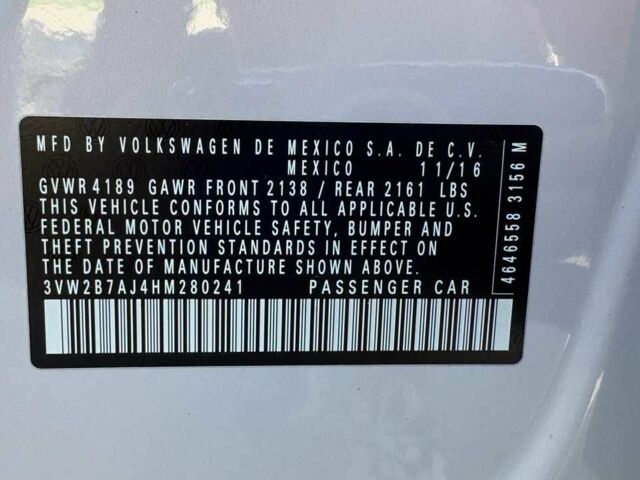 MFD BY VOLKSWAGEN DE MEXICO S.A. DE C.V.
MEXICO 11/16
GVWR 4189 GAWR FRONT 2138 / REAR 2161 LBS
THIS VEHICLE CONFORMS TO ALL APPLICABLE U.S.
FEDERAL MOTOR VEHICLE SAFETY, BUMPER AND
THEFT PREVENTION STANDARDS IN EFFECT ON
THE DATE OF MANUFACTURE SHOWN ABOVE.
3VW2B7AJ4HM280241 PASSENGER CAR
4646558 3156 M